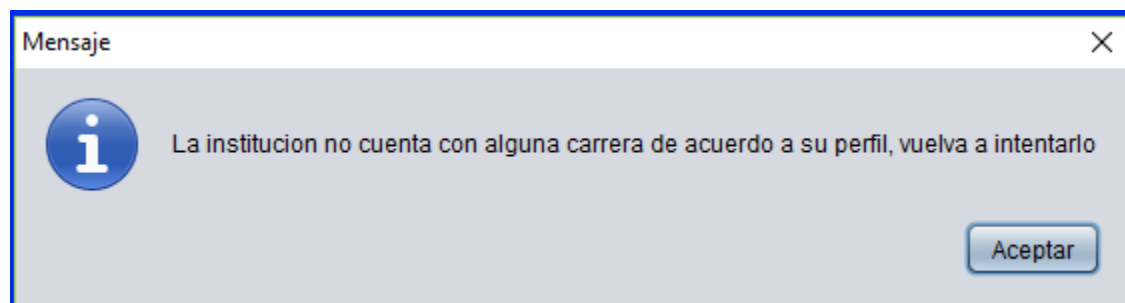 Mensaje
La institucion no cuenta con alguna carrera de acuerdo a su perfil, vuelva a intentarlo
Aceptar